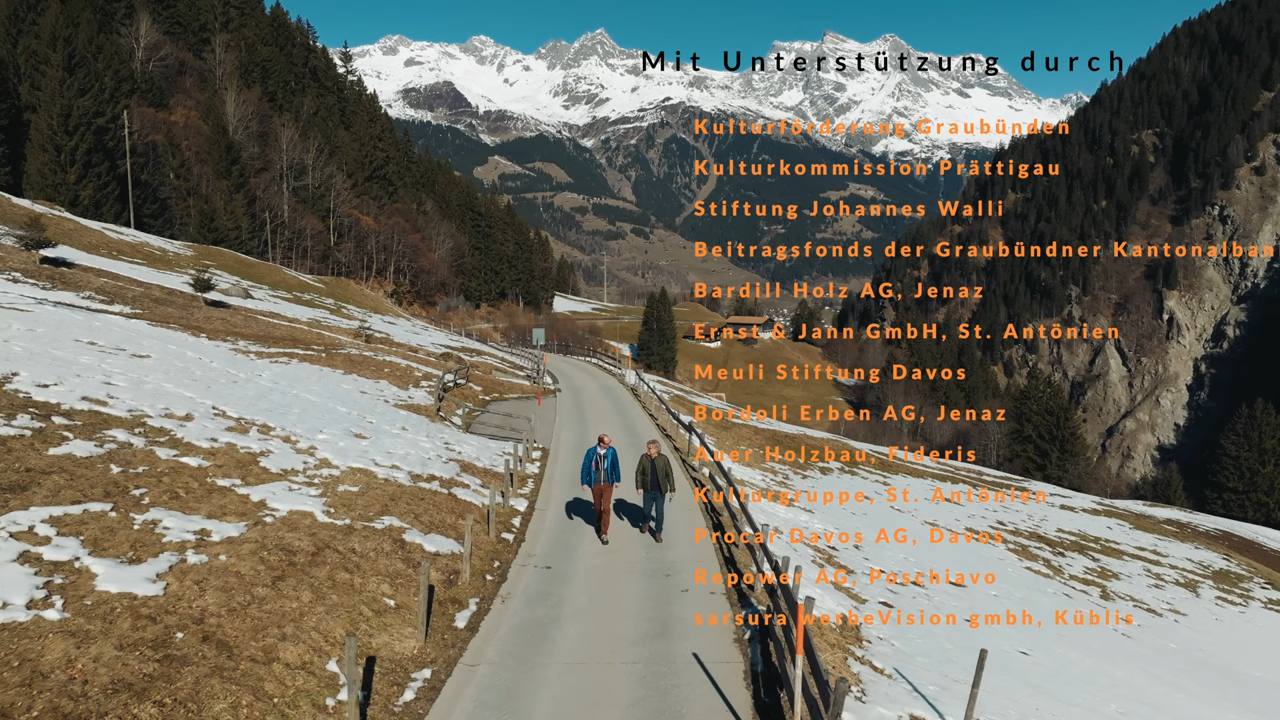 Mit Unterstützung durch
Kulturförderung Graubünden
Kulturkommission Prättigau
Stiftung Johannes Walli
Beitragsfonds der Graubündner Kantonalban
Bardill Holz AG, Jenaz
Ernst & Jann GmbH, St. Antönien
Meuli Stiftung Davos
Bordoli Erben AG, Jenaz
Auer Holzbau, Fideris
Kulturgruppe, St. Antönien
Procar Davos AG, Davos
Repower AG, Poschiavo
sarsura werbeVision gmbh, Küblis